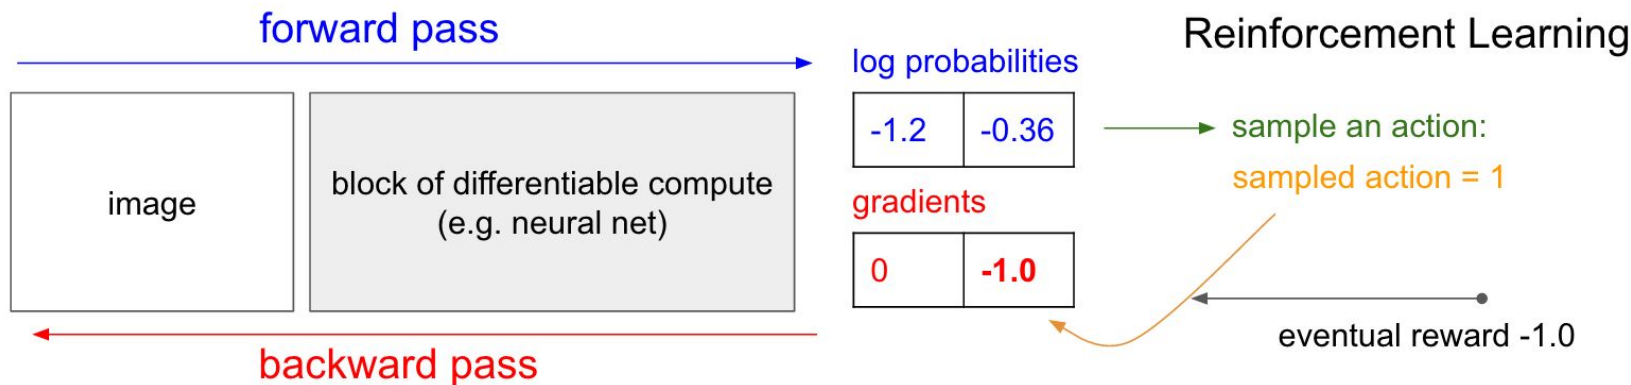 forward pass
Reinforcement Learning
log probabilities
-1.2 -0.36
sample an action:
sampled action = 1
image
block of differentiable compute
(e.g. neural net)
gradients
0 -1.0
eventual reward -1.0
backward pass